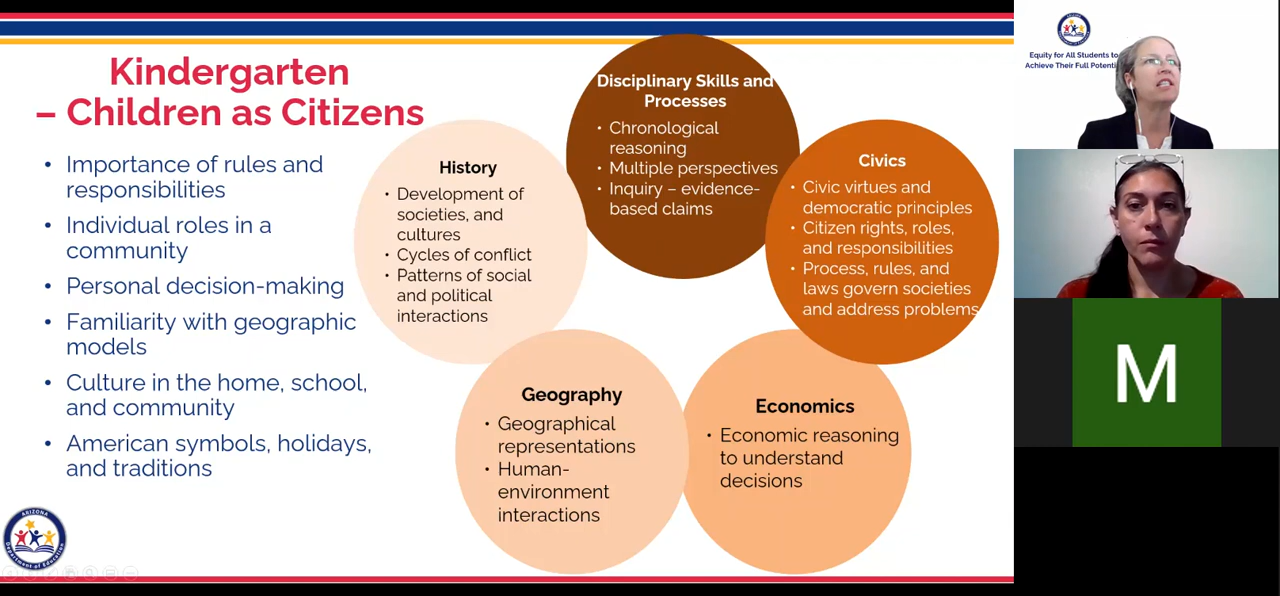 Kindergarten
– Children as Citizens
• Importance of rules and
responsibilities
• Individual roles in a
community
• Personal decision-making
• Familiarity with geographic
models
• Culture in the home, school,
and community
• American symbols, holidays,
and traditions
Disciplinary Skills and
Processes
• Chronological
reasoning
• Multiple perspectives
• Inquiry – evidence-
based claims
History
• Development of
societies, and
cultures
• Cycles of conflict
• Patterns of social
and political
interactions
Civics
• Civic virtues and
democratic principles
• Citizen rights, roles,
and responsibilities
• Process, rules, and
laws govern societies
and address problems
Geography
• Geographical
representations
• Human-
environment
interactions
Economics
• Economic reasoning
to understand
decisions
ARIZONA
Department of Education
Equity for All Students to
Achieve Their Full Potenti
M